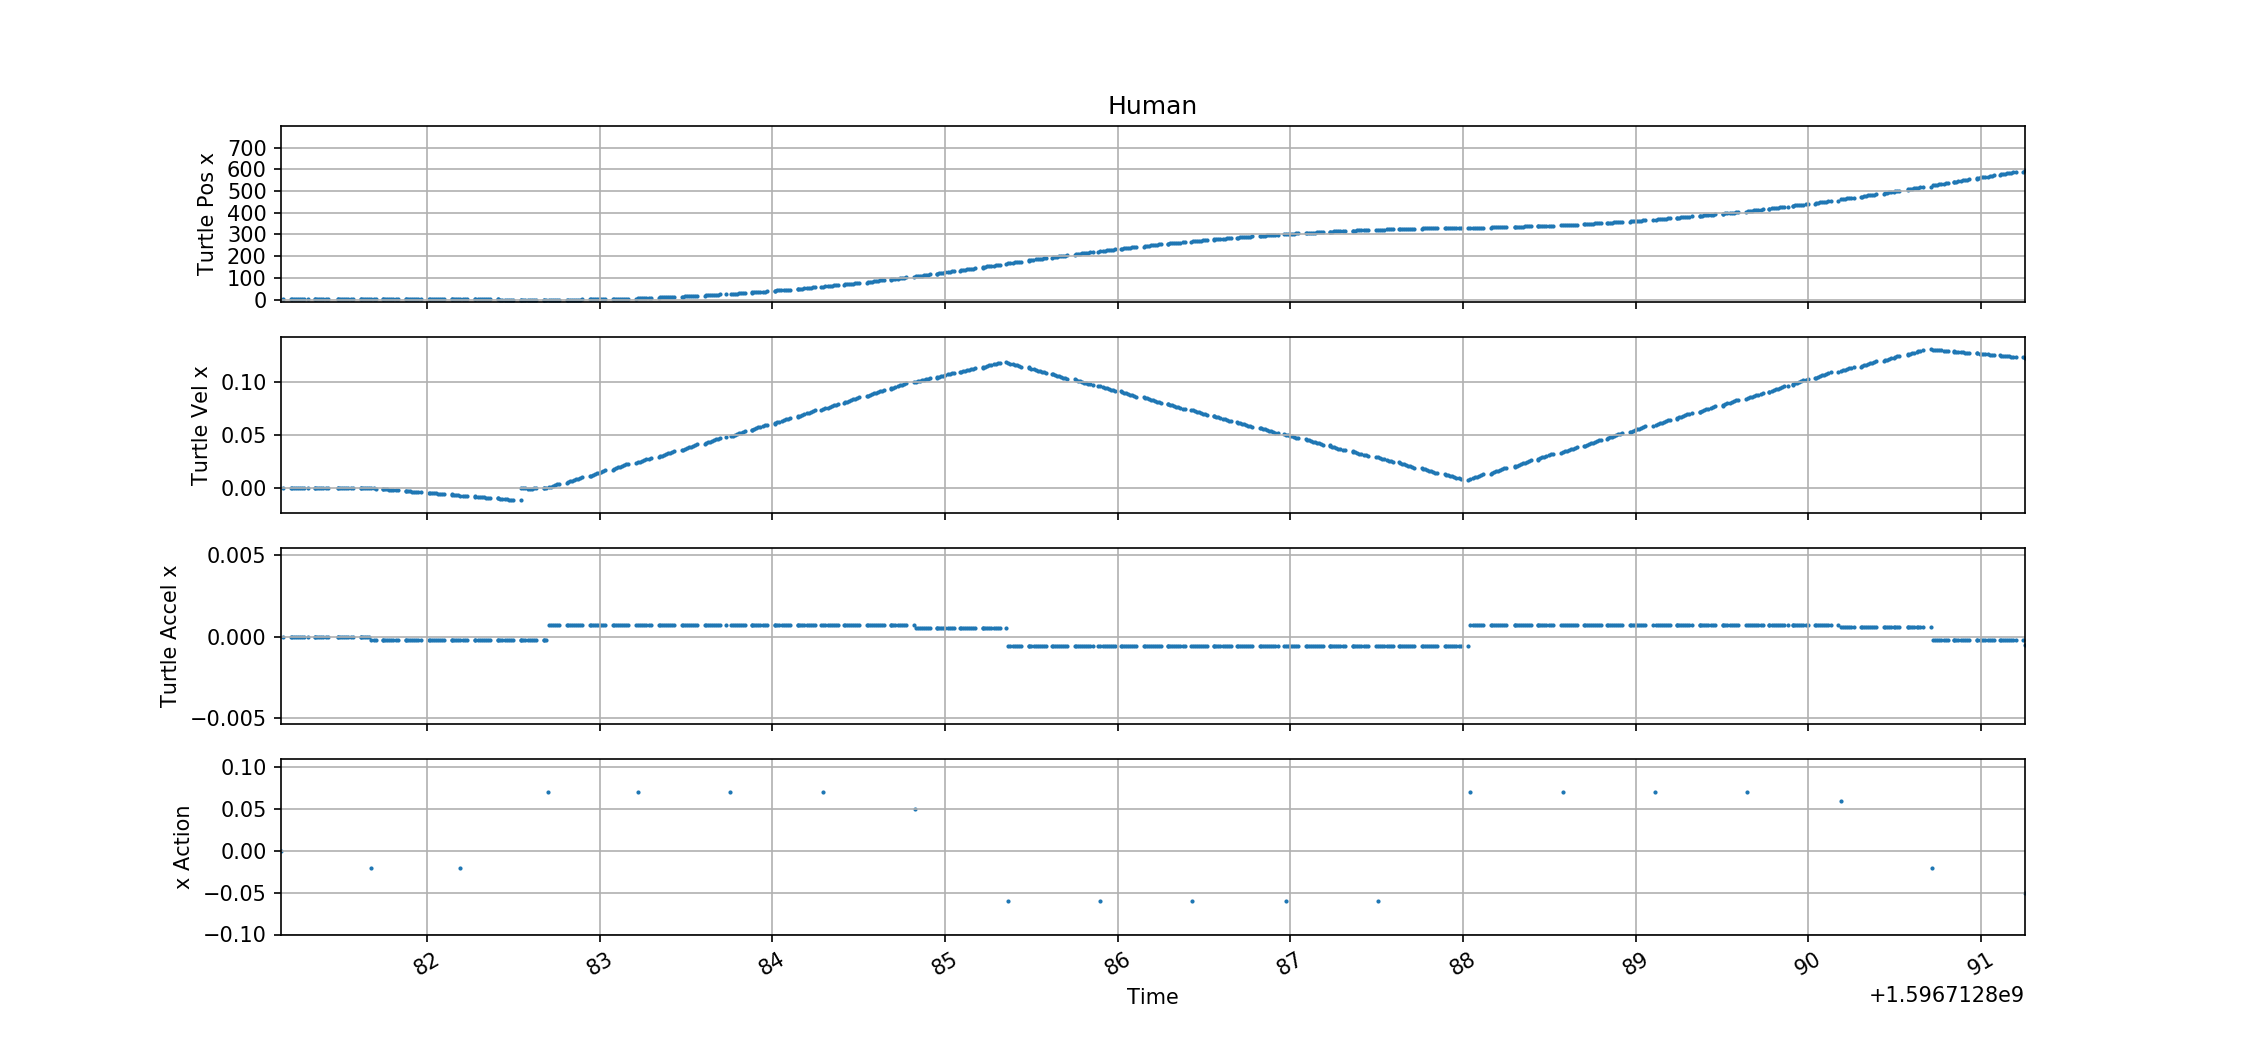 Human
Turtle Pos x
700
600
500
400
300
200
100
0
Turtle Vel x
0.10
0.05
0.00
Turtle Accel x
0.005
0.000
−0.005
x Action
0.10
0.05
0.00
−0.05
−0.10
82 83 84 85 86 87 88 89 90 91
Time
+1.5967128e9